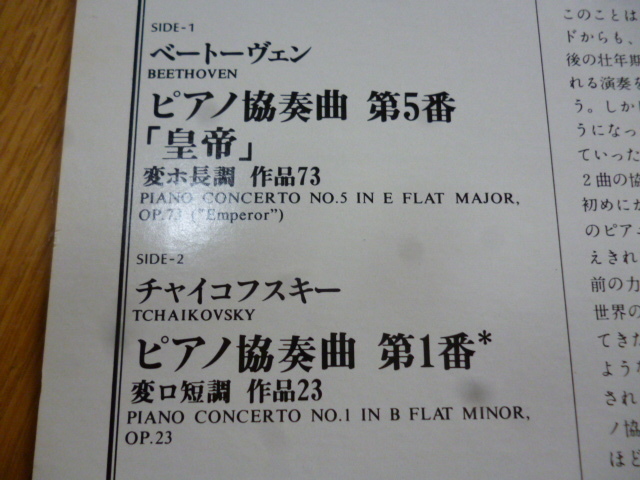 SIDE-1
ベートーヴェン
BEETHOVEN
ピアノ協奏曲 第5番
「皇帝」
変ホ長調 作品73
PIANO CONCERTO NO.5 IN E FLAT MAJOR,
OP.73 ("Emperor")
SIDE-2
チャイコフスキー
TCHAIKOVSKY
ピアノ協奏曲 第1番*
変ロ短調 作品23
PIANO CONCERTO NO.1 IN B FLAT MINOR,
OP.23
このことは
ドからも、
後の壮年期
れる演奏を
う。しか
うになっ
ていった
2曲の協
初めにか
のピアニ
えきれ
前の力
世界の
てきた
ような
され
ノ協
ほど